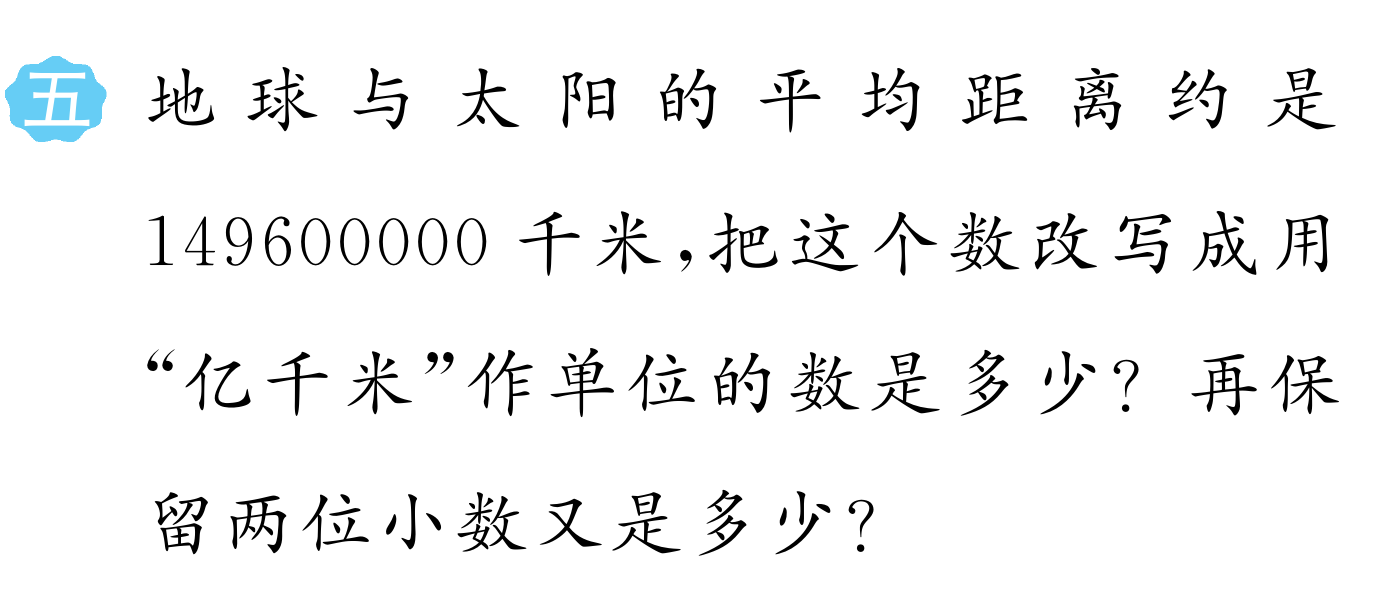 五 地球与太阳的平均距离约是
149600000 千米,把这个数改写成用
“亿千米”作单位的数是多少? 再保
留两位小数又是多少?